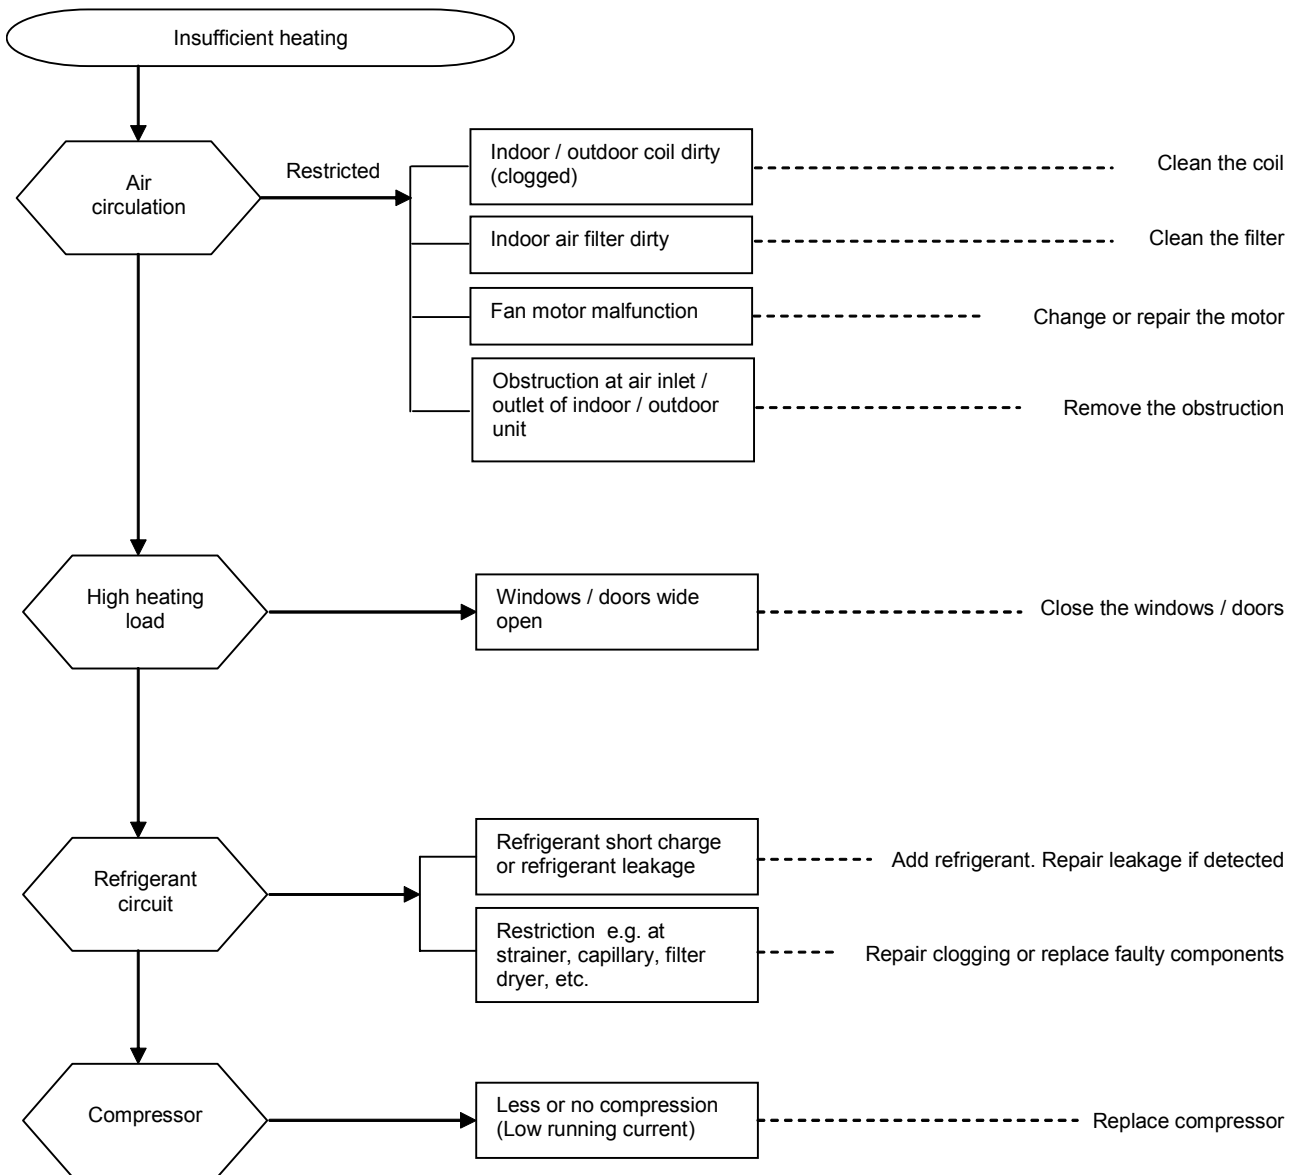 Insufficient heating
Air
circulation
Restricted
Indoor / outdoor coil dirty
(clogged)
Clean the coil
Indoor air filter dirty
Clean the filter
Fan motor malfunction
Change or repair the motor
Obstruction at air inlet /
outlet of indoor / outdoor
unit
Remove the obstruction
High heating
load
Windows / doors wide
open
Close the windows / doors
Refrigerant
circuit
Refrigerant short charge
or refrigerant leakage
Add refrigerant. Repair leakage if detected
Restriction  e.g. at
strainer, capillary, filter
dryer, etc.
Repair clogging or replace faulty components
Compressor
Less or no compression
(Low running current)
Replace compressor